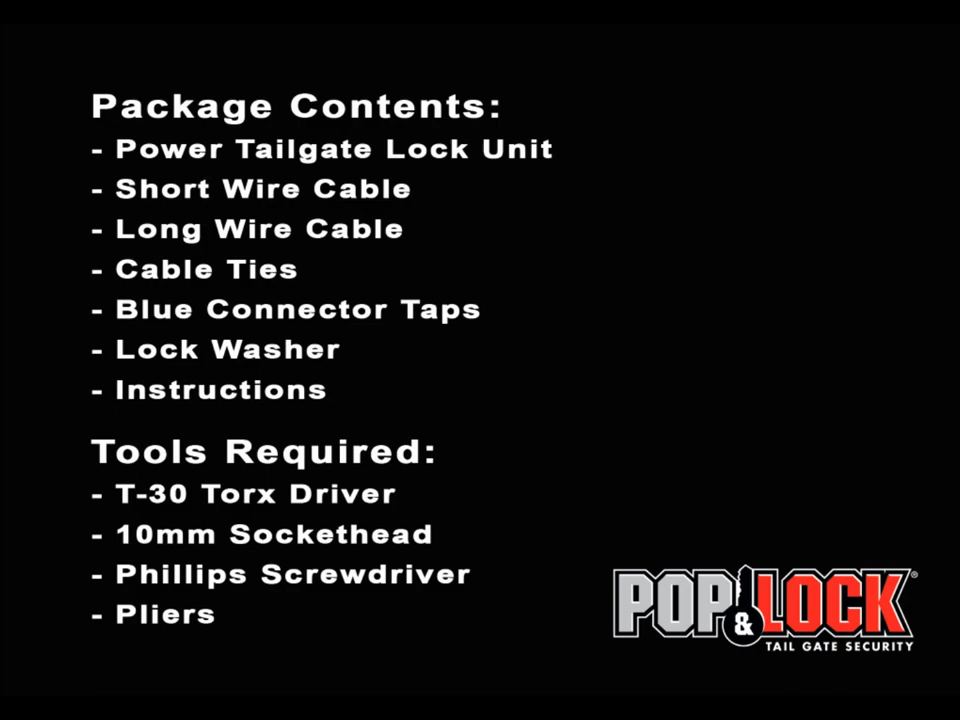 Package Contents:
- Power Tailgate Lock Unit
- Short Wire Cable
- Long Wire Cable
- Cable Ties
- Blue Connector Taps
- Lock Washer
- Instructions
Tools Required:
- T-30 Torx Driver
- 10mm Sockethead
- Phillips Screwdriver
- Pliers
POP & LOCK®
TAIL GATE SECURITY